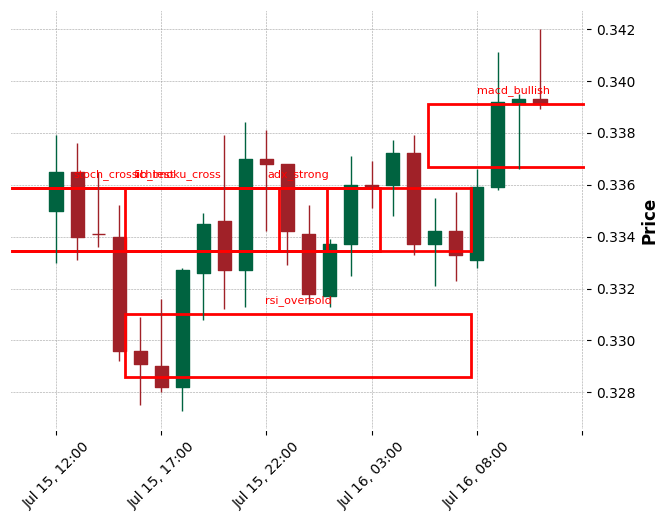 0.342
0.340
macd_bullish
0.338
adx_strong
0.336
Price
0.334
0.332
rsi_oversold
0.330
0.328
Jul 15, 12:00
Jul 15, 17:00
Jul 15, 22:00
Jul 16, 03:00
Jul 16, 08:00